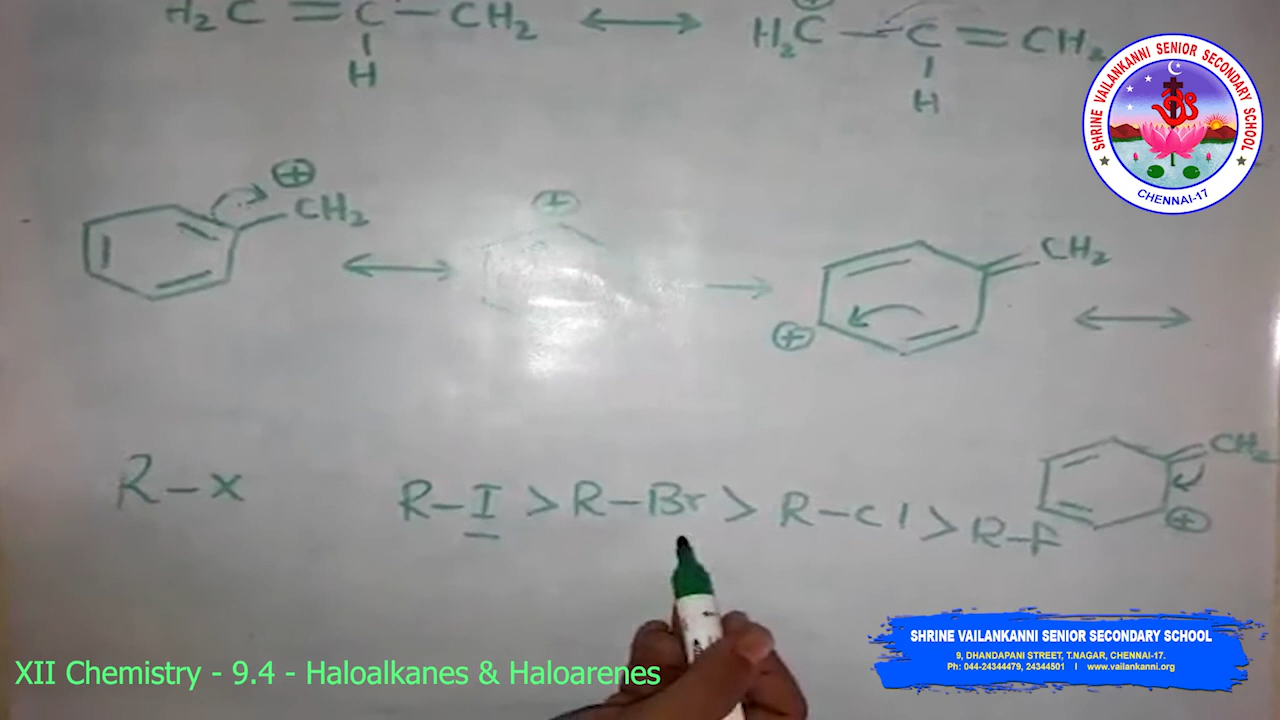 H₂C = C – CH₂ ⟷ H₂C – C = CH₂
⊕
H H
⊕
CH₂
⟷ ⊕ → CH₂
⊕ ⟷
R–x R–I > R–Br > R–Cl > R–F
CH₂
⊕
SHRINE VAILANKANNI SENIOR SECONDARY SCHOOL
CHENNAI-17
XII Chemistry - 9.4 - Haloalkanes & Haloarenes
SHRINE VAILANKANNI SENIOR SECONDARY SCHOOL
9, DHANDAPANI STREET, T.NAGAR, CHENNAI-17.
Ph: 044-24344479, 24344501 I www.vailankanni.org